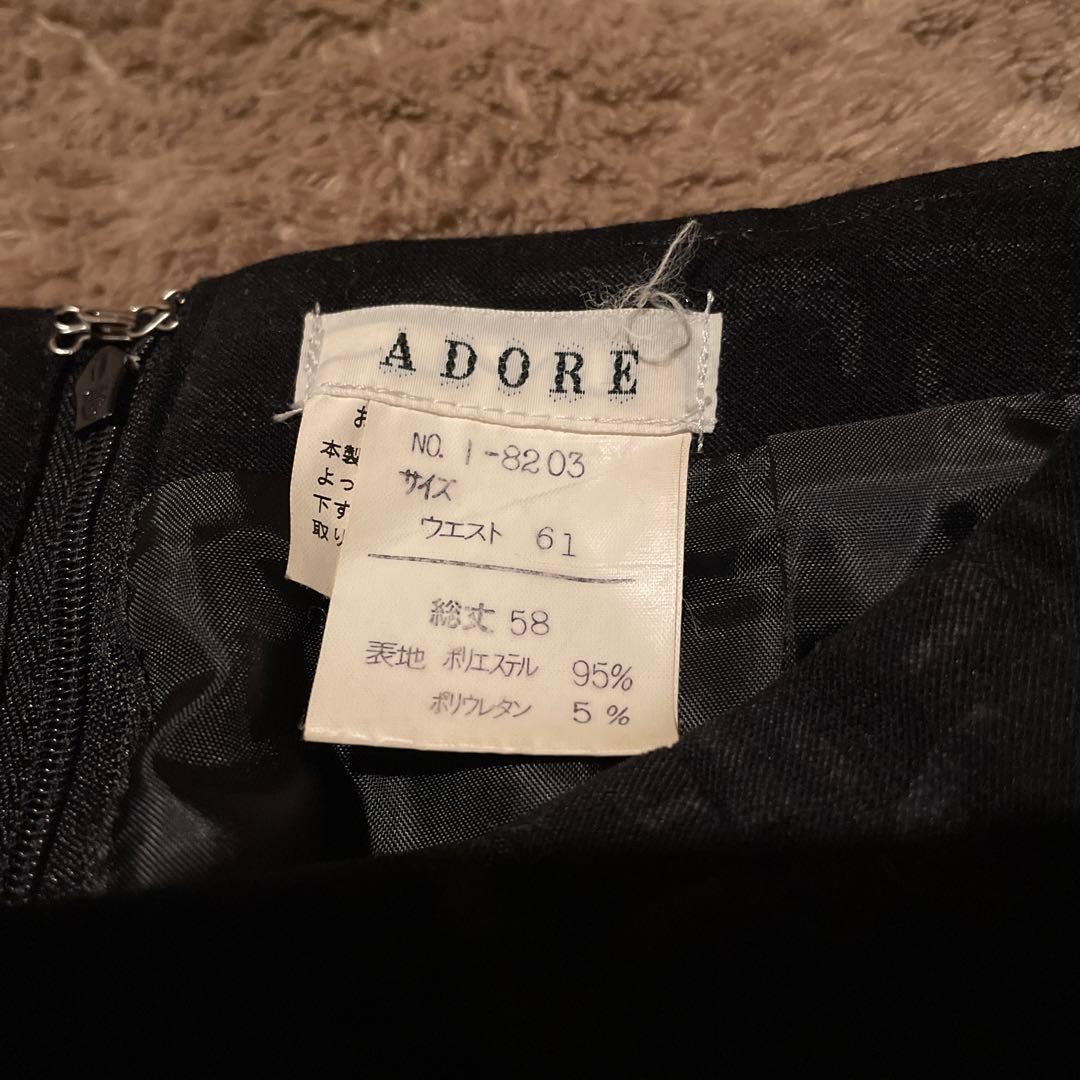 ADORE
NO. 1-8203
サイズ
ウエスト 61
総丈 58
表地 ポリエステル 95%
ポリウレタン 5%
お
本製
よっ
下す
取り